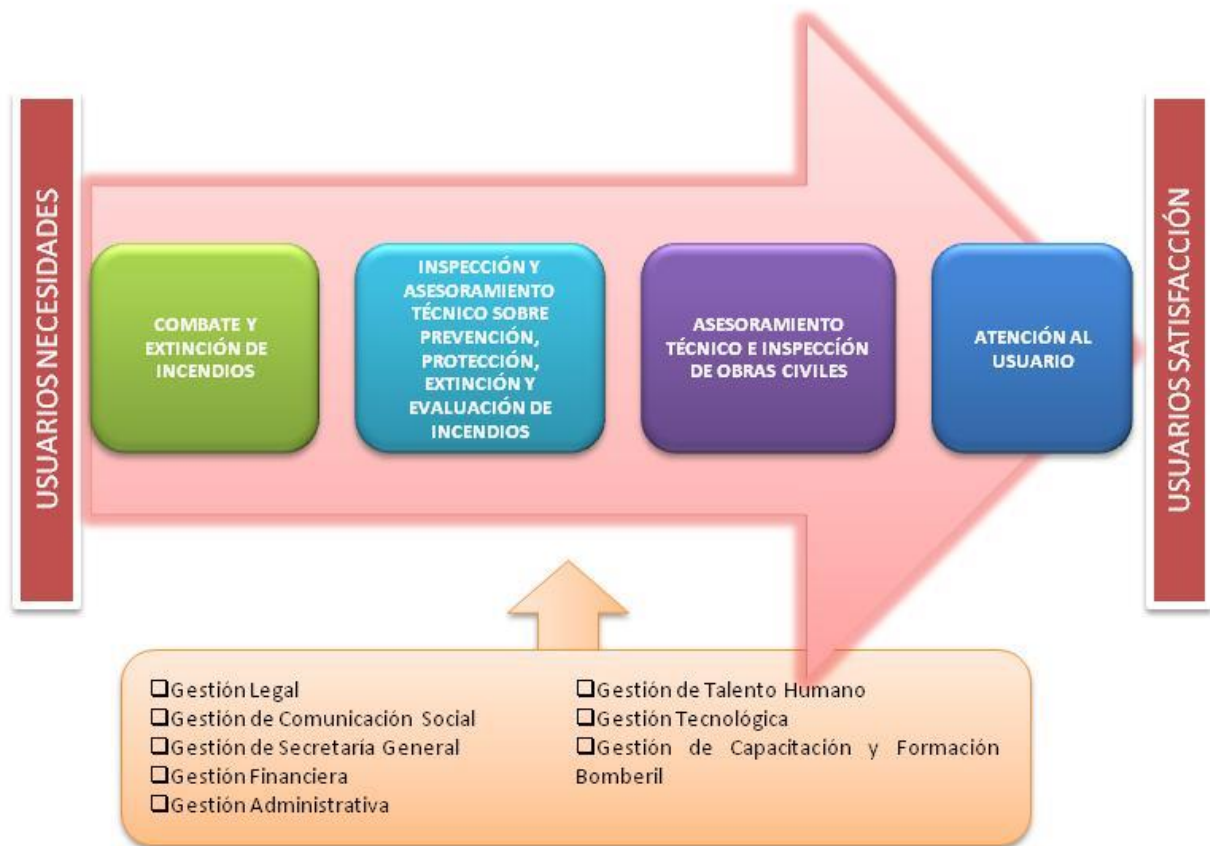 USUARIOS NECESIDADES
COMBATE Y
EXTINCIÓN DE
INCENDIOS
INSPECCIÓN Y
ASESORAMIENTO
TÉCNICO SOBRE
PREVENCIÓN,
PROTECCIÓN,
EXTINCIÓN Y
EVALUACIÓN DE
INCENDIOS
ASESORAMIENTO
TÉCNICO E INSPECCÍÓN
DE OBRAS CIVILES
ATENCIÓN AL
USUARIO
USUARIOS SATISFACCIÓN
❑Gestión Legal
❑Gestión de Comunicación Social
❑Gestión de Secretaría General
❑Gestión Financiera
❑Gestión Administrativa
❑Gestión de Talento Humano
❑Gestión Tecnológica
❑Gestión de Capacitación y Formación
Bomberil